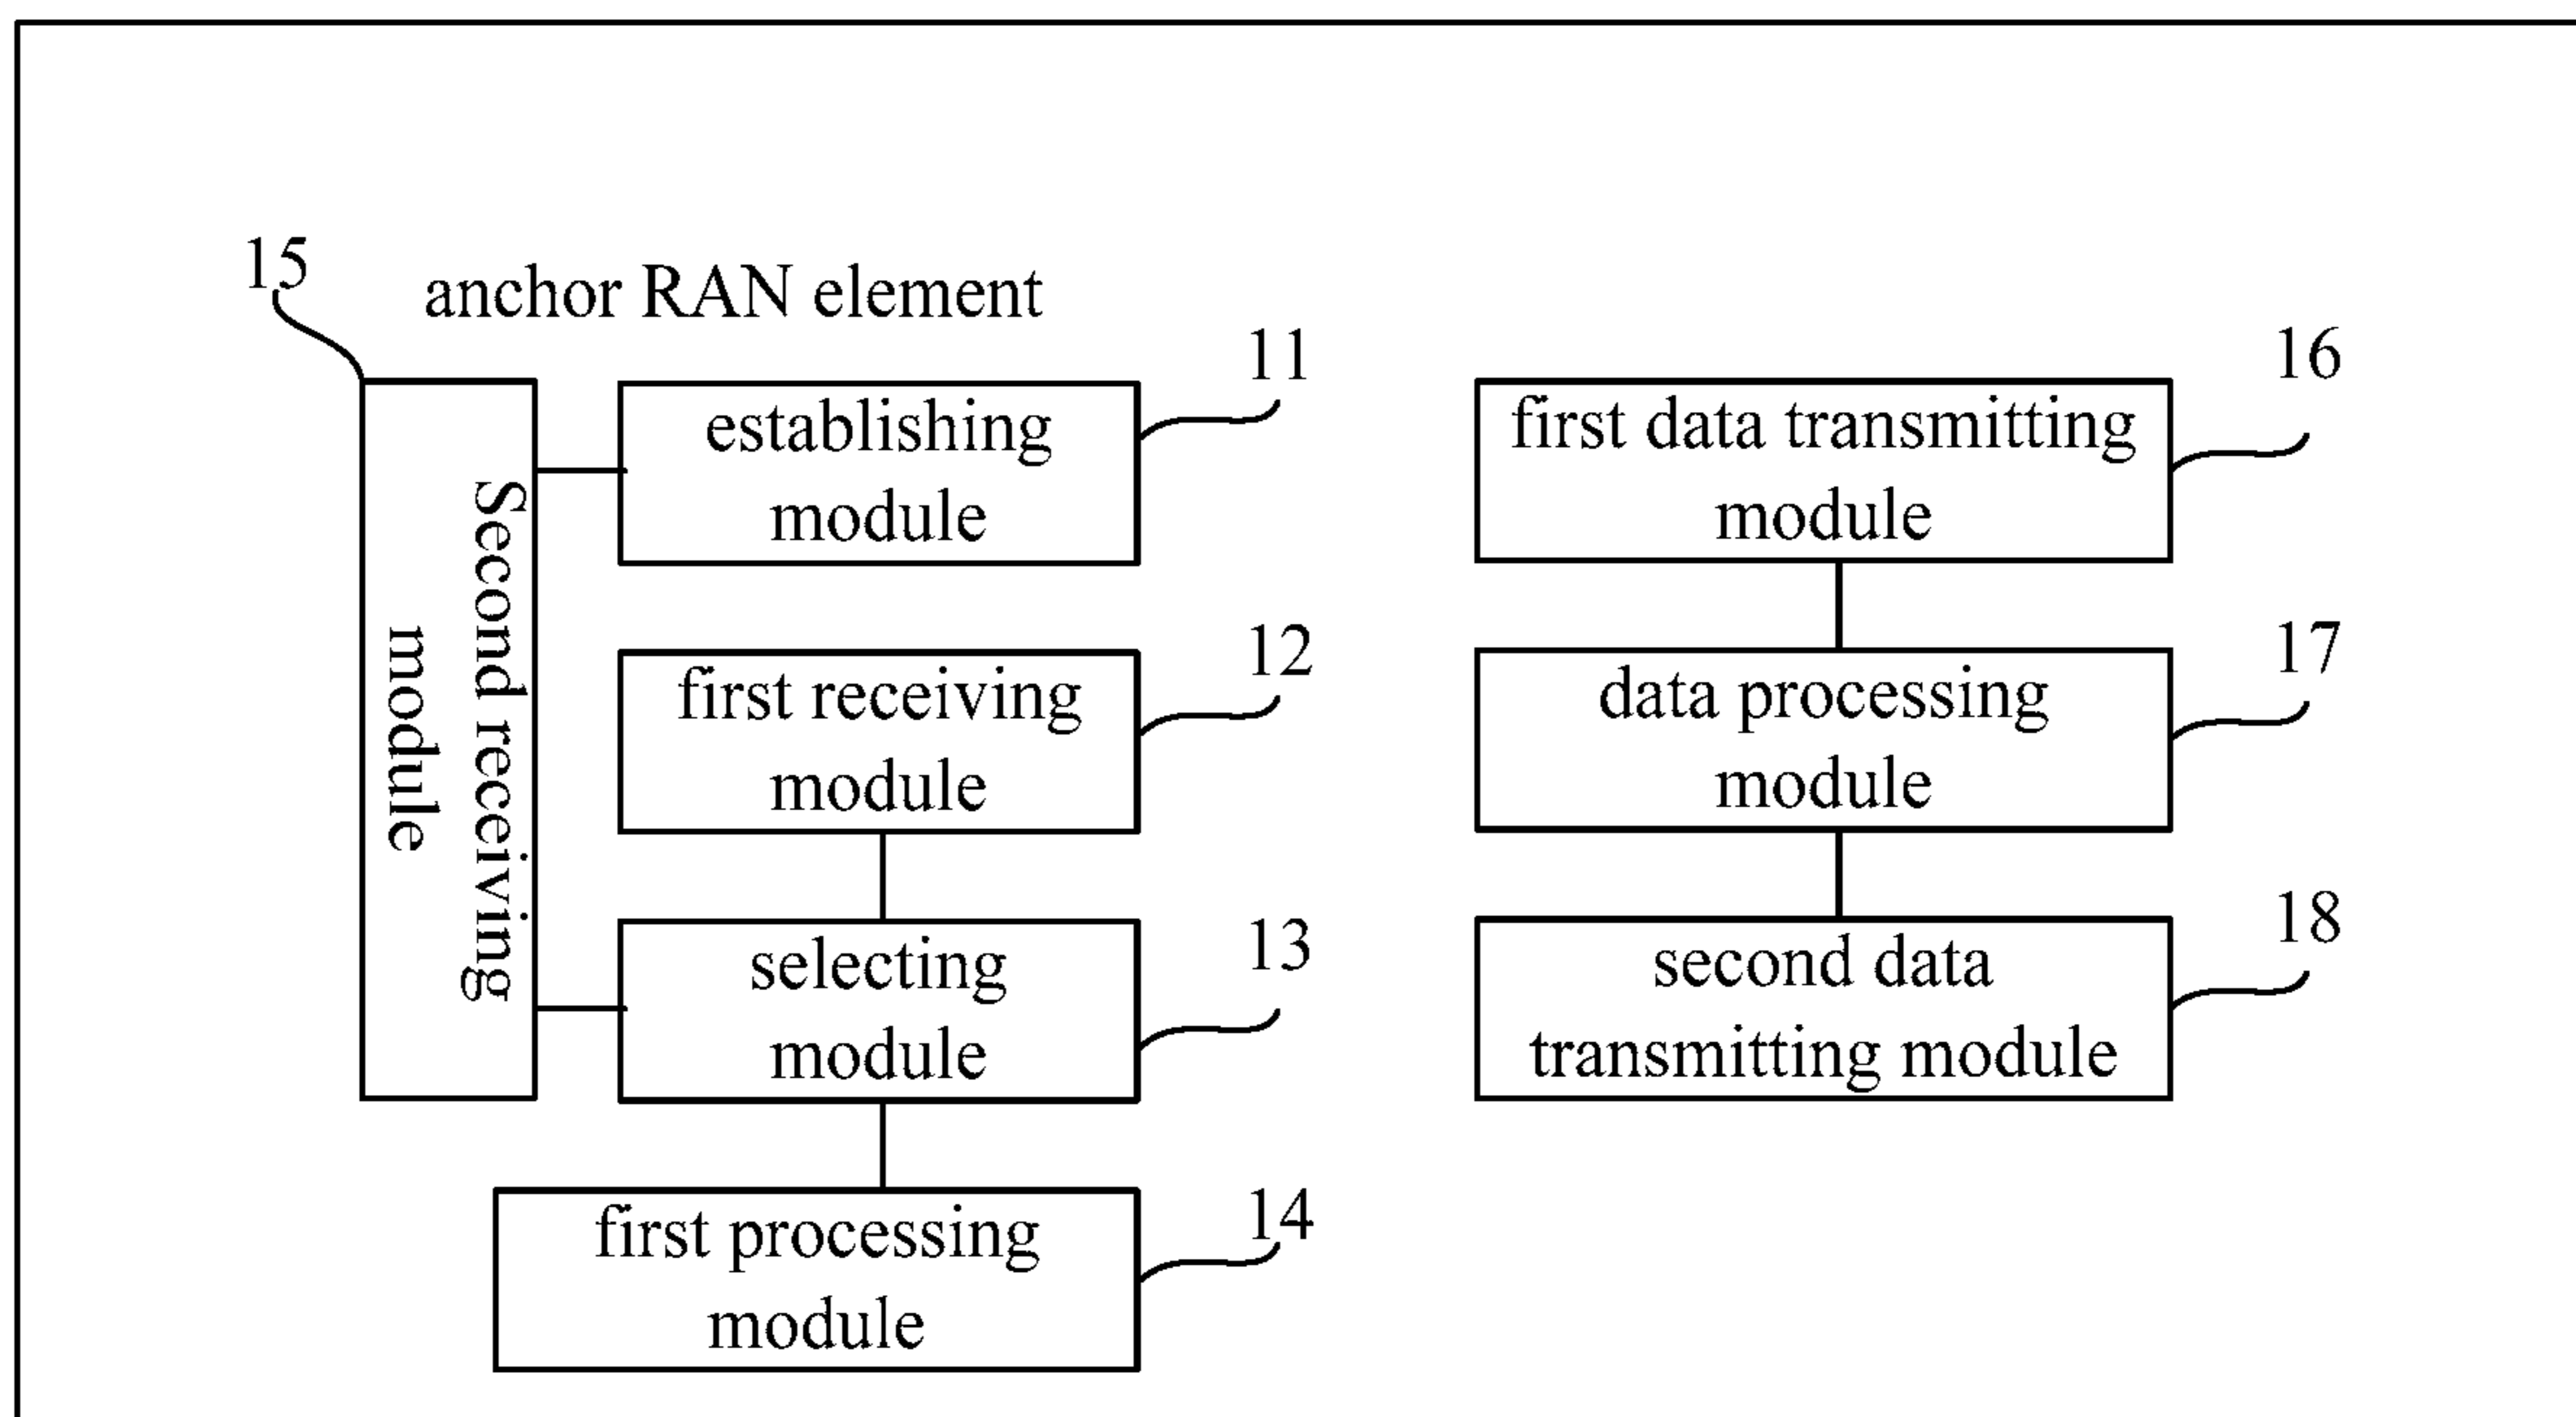 15
anchor RAN element
11
establishing
module
Second receiving
module
12
first receiving
module
13
selecting
module
14
first processing
module
16
first data transmitting
module
17
data processing
module
18
second data
transmitting module